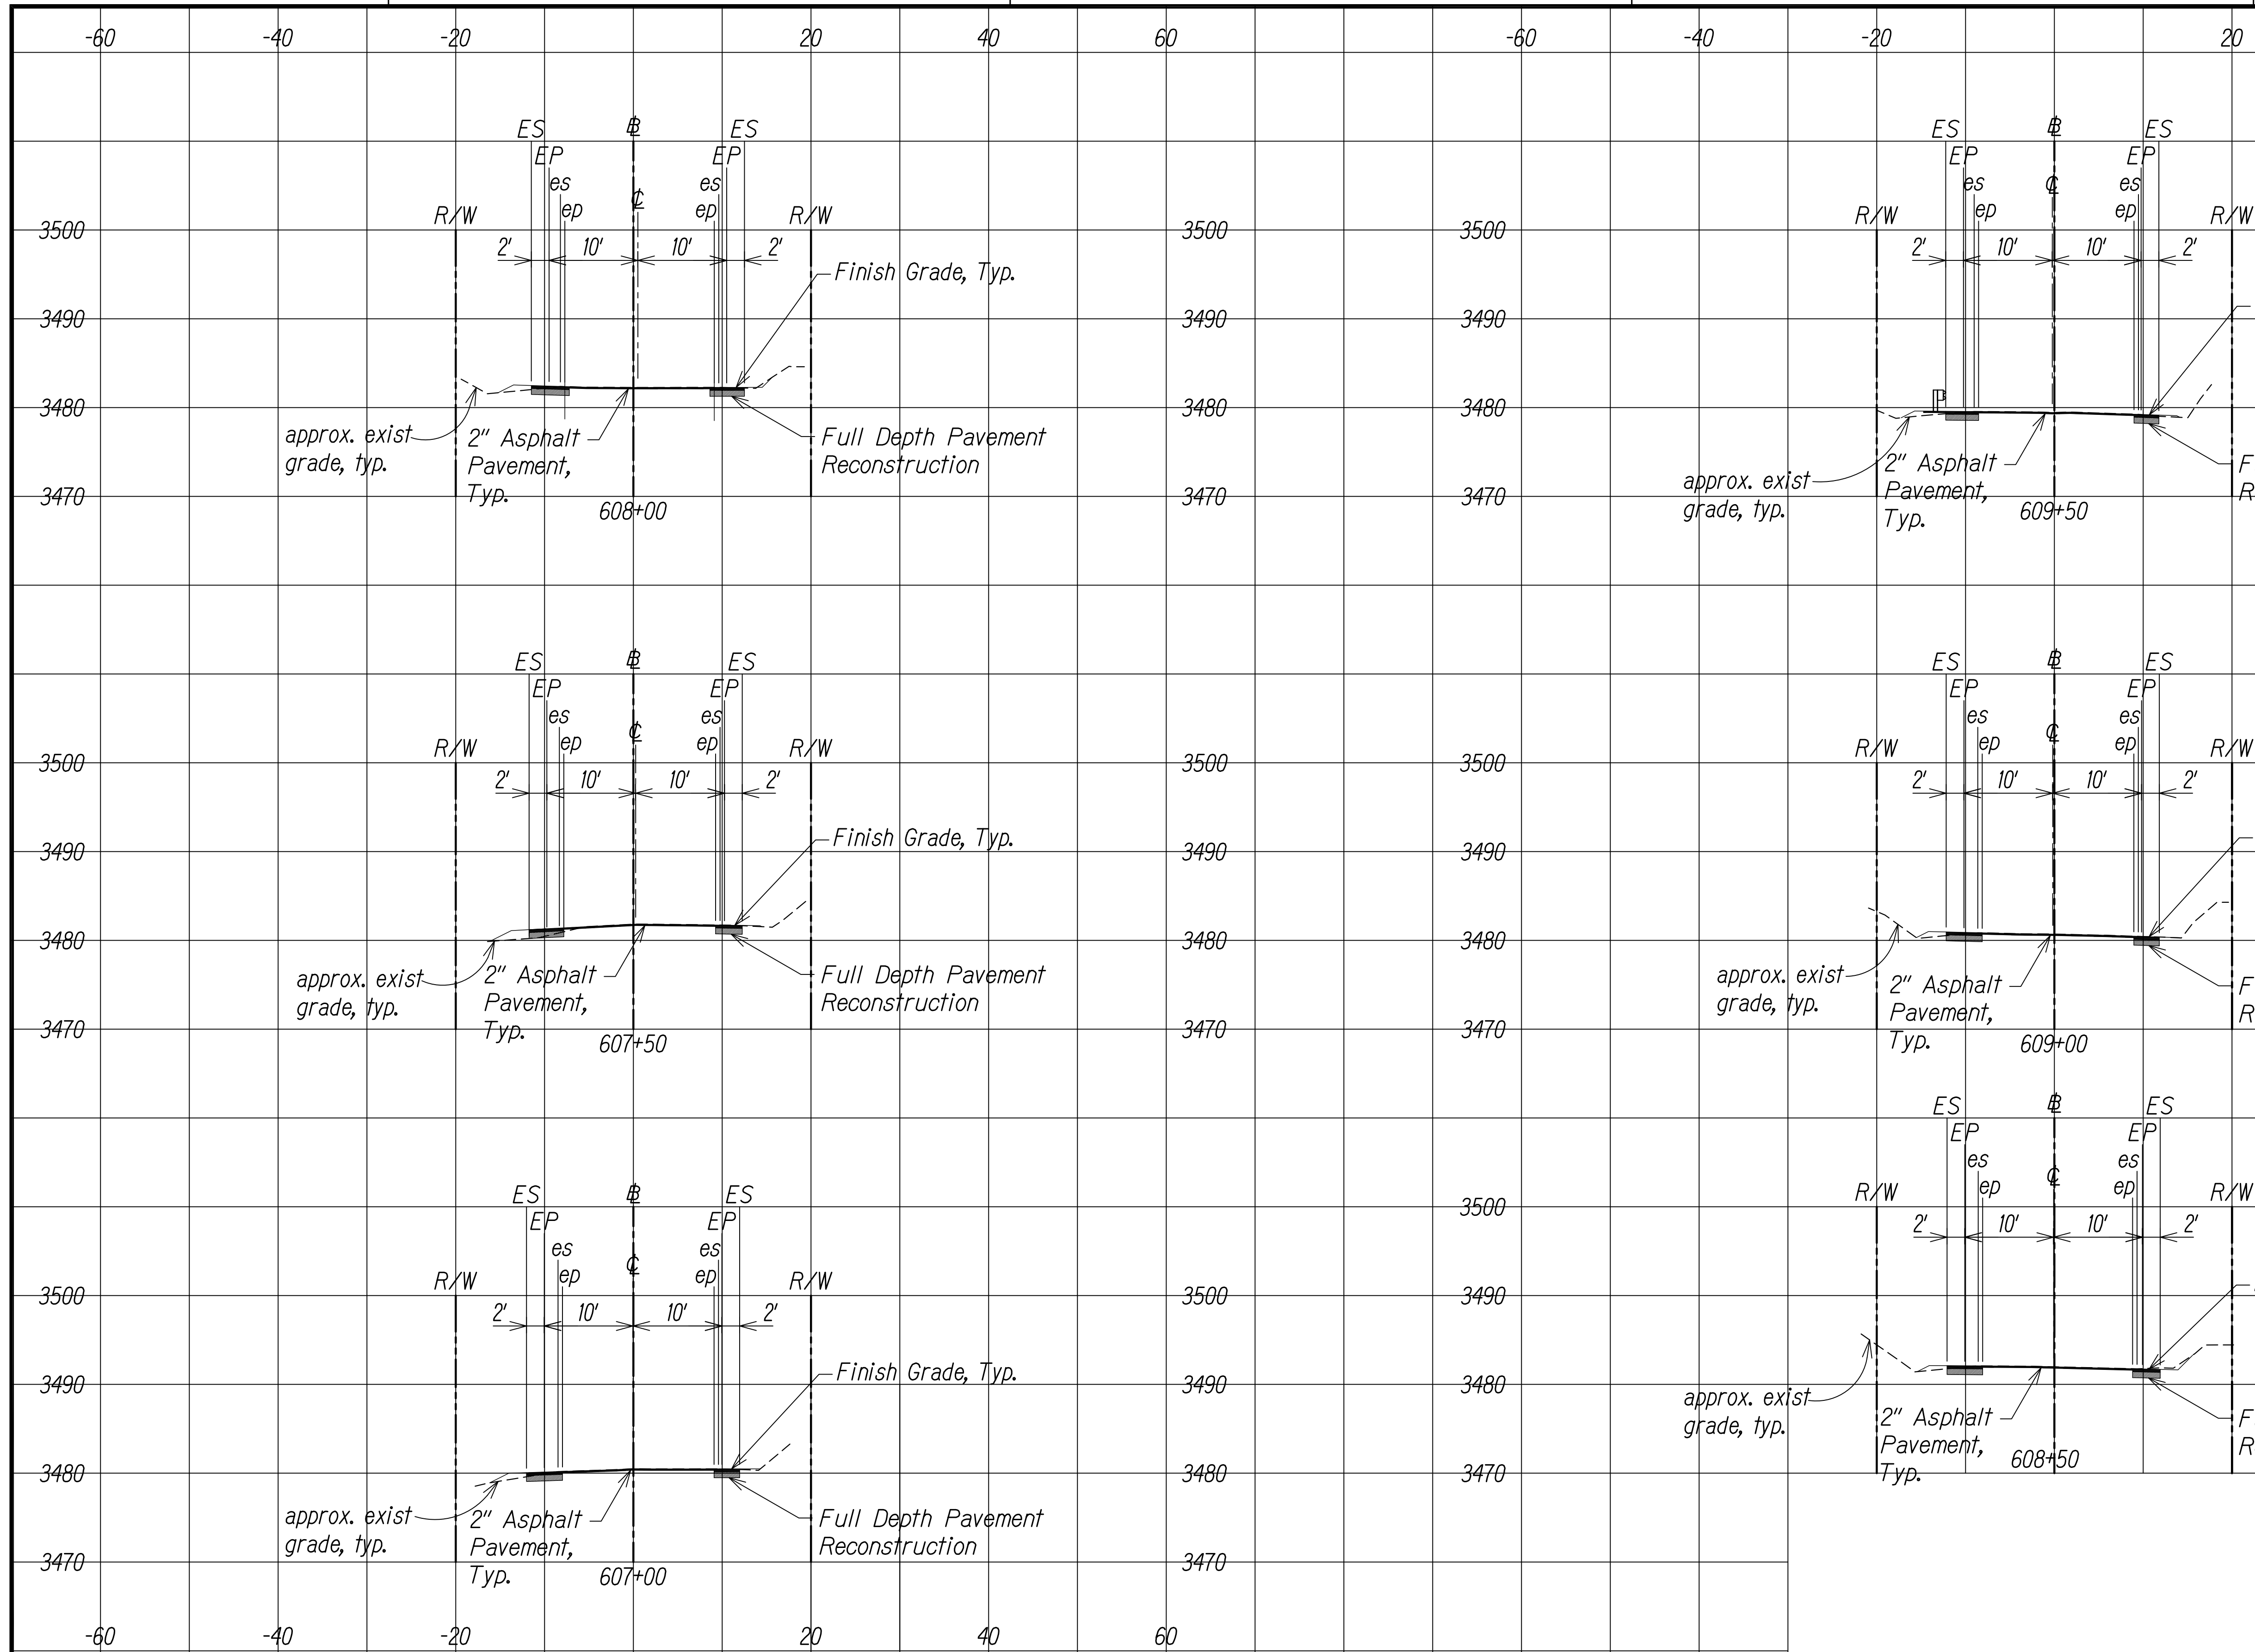 -60 -40 -20 20 40 60 -60 -40 -20 20
ES ℄ ES
EP EP
es es
ep ℄ ep
R/W R/W
3500 3500
2' 10' 10' 2'
Finish Grade, Typ.
3490 3490
3480 3480
approx. exist
grade, typ.
2" Asphalt
Pavement,
Typ.
Full Depth Pavement
Reconstruction
3470 3470
608+00
ES ES
EP EP
es es
ep ℄ ep
R/W R/W
3500
2' 10' 10' 2'
3490
3480
approx. exist
grade, typ.
2" Asphalt
Pavement,
Typ.
F
R
3470
609+50
ES ES
EP EP
es es
ep ℄ ep
R/W R/W
3500 3500
2' 10' 10' 2'
Finish Grade, Typ.
3490 3490
3480 3480
approx. exist
grade, typ.
2" Asphalt
Pavement,
Typ.
Full Depth Pavement
Reconstruction
3470 3470
607+50
ES ES
EP EP
es es
ep ℄ ep
R/W R/W
3500
2' 10' 10' 2'
3490
3480
approx. exist
grade, typ.
2" Asphalt
Pavement,
Typ.
F
R
3470
609+00
ES ES
EP EP
es es
ep ℄ ep
R/W R/W
3500 3500
2' 10' 10' 2'
Finish Grade, Typ.
3490 3490
3480 3480
approx. exist
grade, typ.
2" Asphalt
Pavement,
Typ.
Full Depth Pavement
Reconstruction
3470 3470
607+00
ES ES
EP EP
es es
ep ℄ ep
R/W R/W
3500
2' 10' 10' 2'
3490
3480
approx. exist
grade, typ.
2" Asphalt
Pavement,
Typ.
F
R
3470
608+50
-60 -40 -20 20 40 60